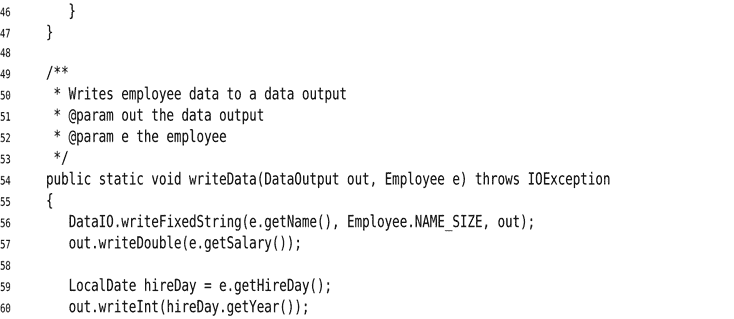 46       }
47    }
48
49    /**
50     * Writes employee data to a data output
51     * @param out the data output
52     * @param e the employee
53     */
54    public static void writeData(DataOutput out, Employee e) throws IOException
55    {
56       DataIO.writeFixedString(e.getName(), Employee.NAME_SIZE, out);
57       out.writeDouble(e.getSalary());
58
59       LocalDate hireDay = e.getHireDay();
60       out.writeInt(hireDay.getYear());